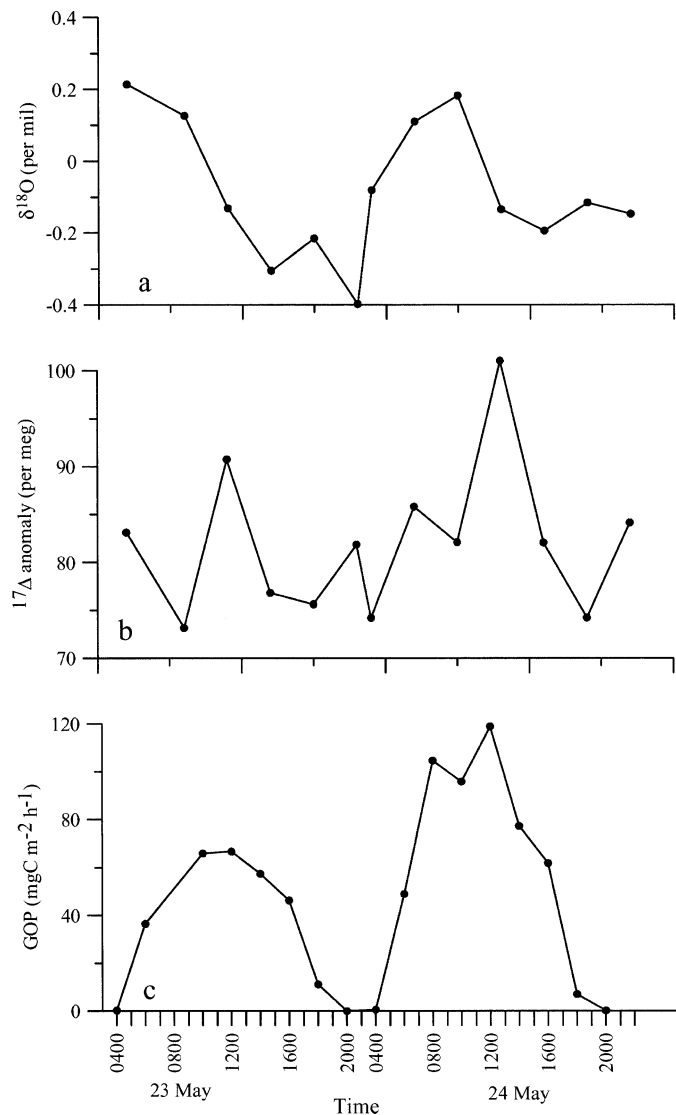 0.4
0.2
0
-0.2
-0.4
δ18O (per mil)
a
100
90
80
70
17Δ anomaly (per meg)
b
120
80
40
0
GOP (mgC m-2 h-1)
c
0400 0800 1200 1600 2000 0400 0800 1200 1600 2000
23 May 24 May
Time